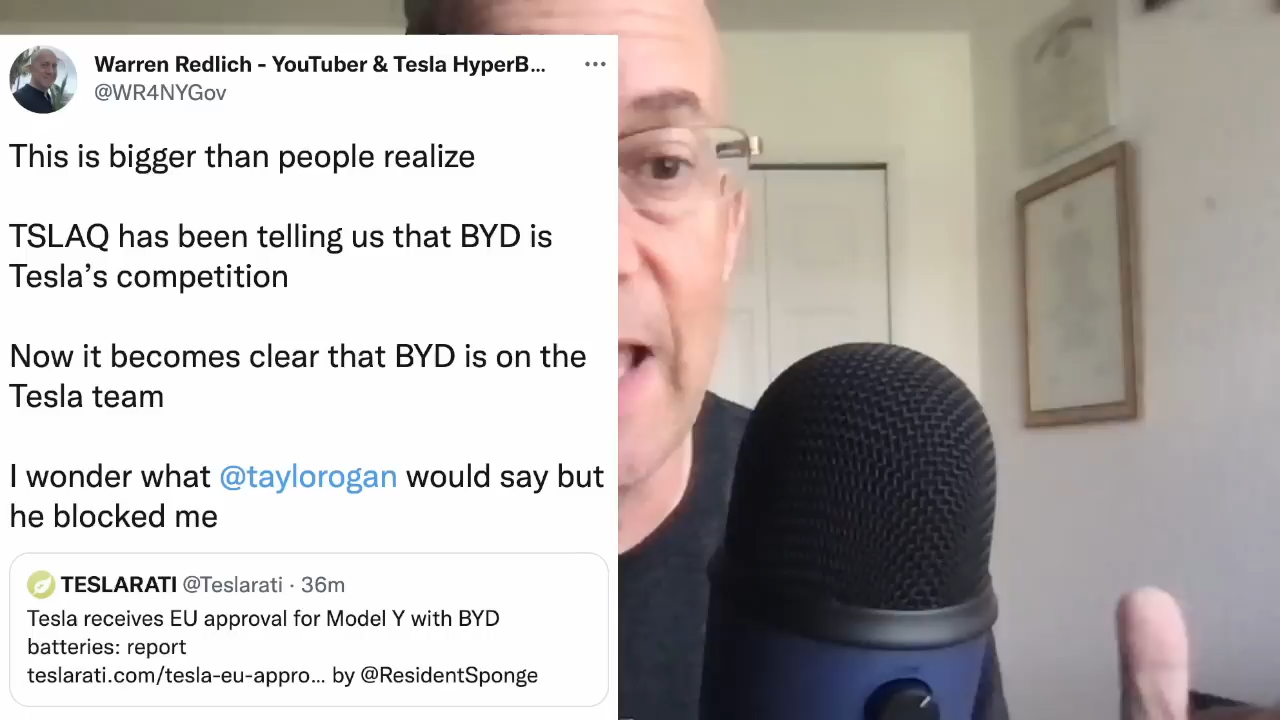 Warren Redlich - YouTuber & Tesla HyperB...
@WR4NYGov
This is bigger than people realize
TSLAQ has been telling us that BYD is
Tesla’s competition
Now it becomes clear that BYD is on the
Tesla team
I wonder what @taylorogan would say but
he blocked me
TESLARATI @Teslarati · 36m
Tesla receives EU approval for Model Y with BYD
batteries: report
teslarati.com/tesla-eu-appro... by @ResidentSponge